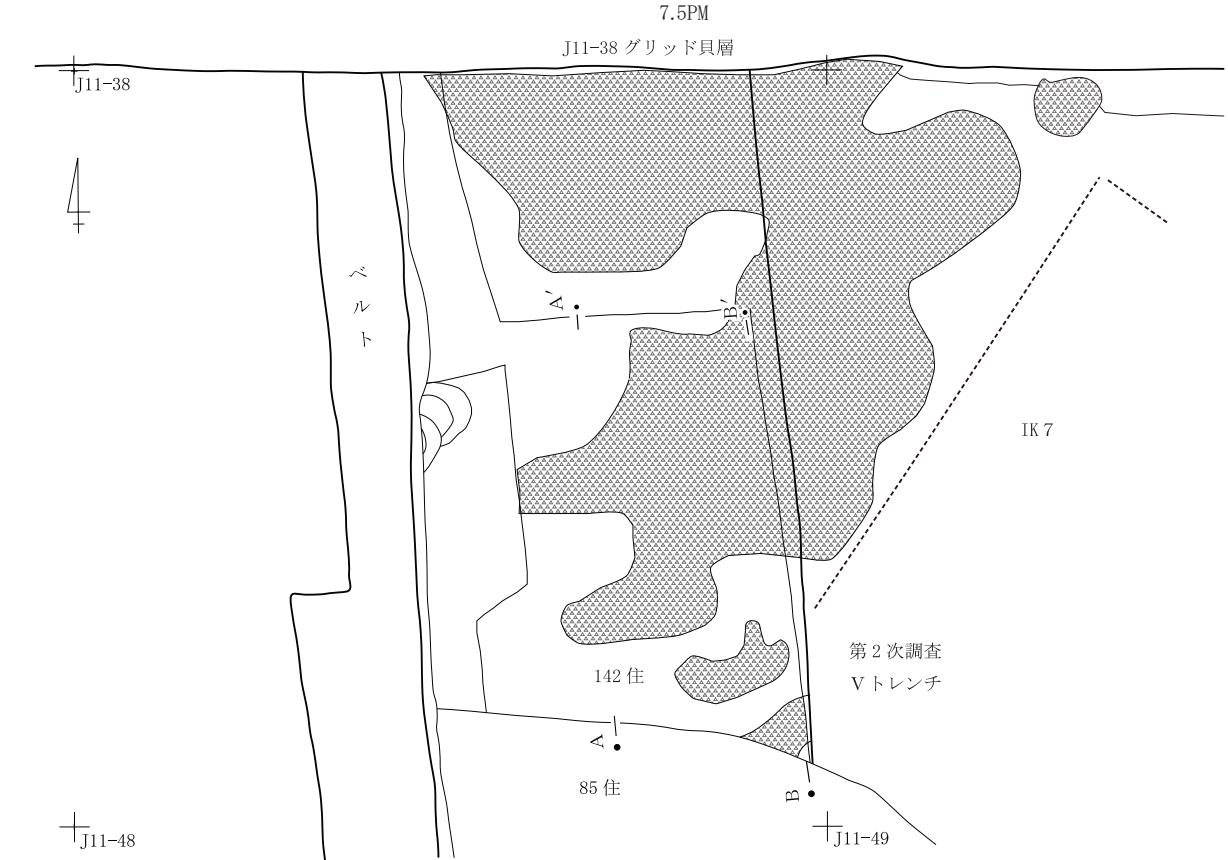 7.5PM
J11-38 グリッド貝層
J11-38
ベルト
A'
B'
IK 7
142 住
第 2 次調査
Ⅴトレンチ
A
85 住
B
J11-48
J11-49